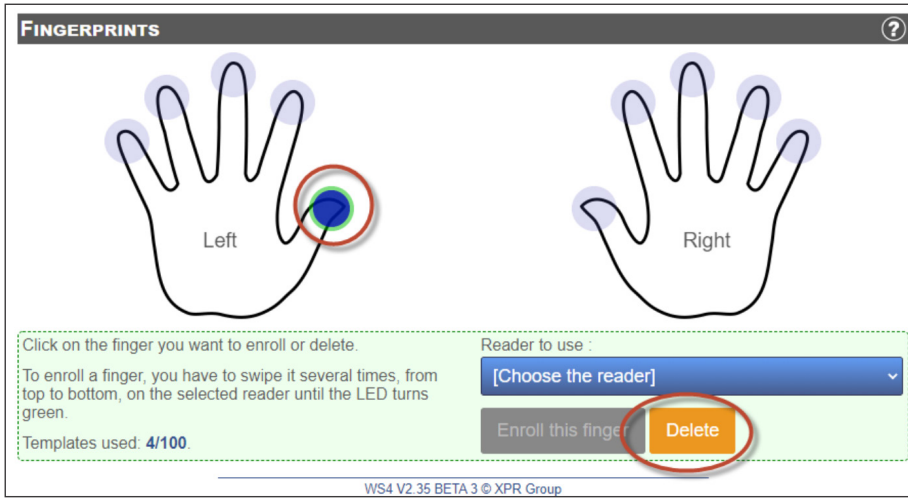 FINGERPRINTS ?
Left
Right
Click on the finger you want to enroll or delete.
To enroll a finger, you have to swipe it several times, from
top to bottom, on the selected reader until the LED turns
green.
Templates used: 4/100.
Reader to use :
[Choose the reader]
Enroll this finger
Delete
WS4 V2.35 BETA 3 © XPR Group